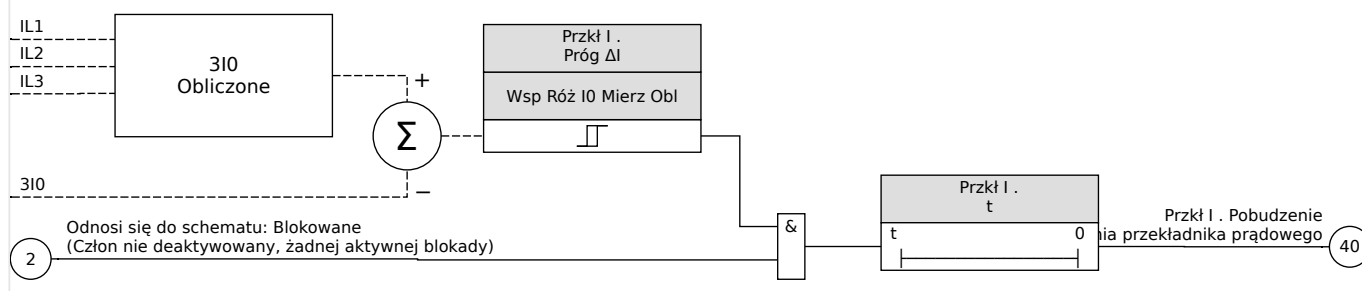 IL1
IL2
IL3
3I0
Obliczone
+
Σ
−
3I0
Przkł I .
Próg ΔI
Wsp Róż I0 Mierz Obl
Odnosi się do schematu: Blokowane
(Człon nie deaktywowany, żadnej aktywnej blokady)
2
&
Przkł I .
t
t 0
Przkł I . Pobudzenie
nia przekładnika prądowego
40